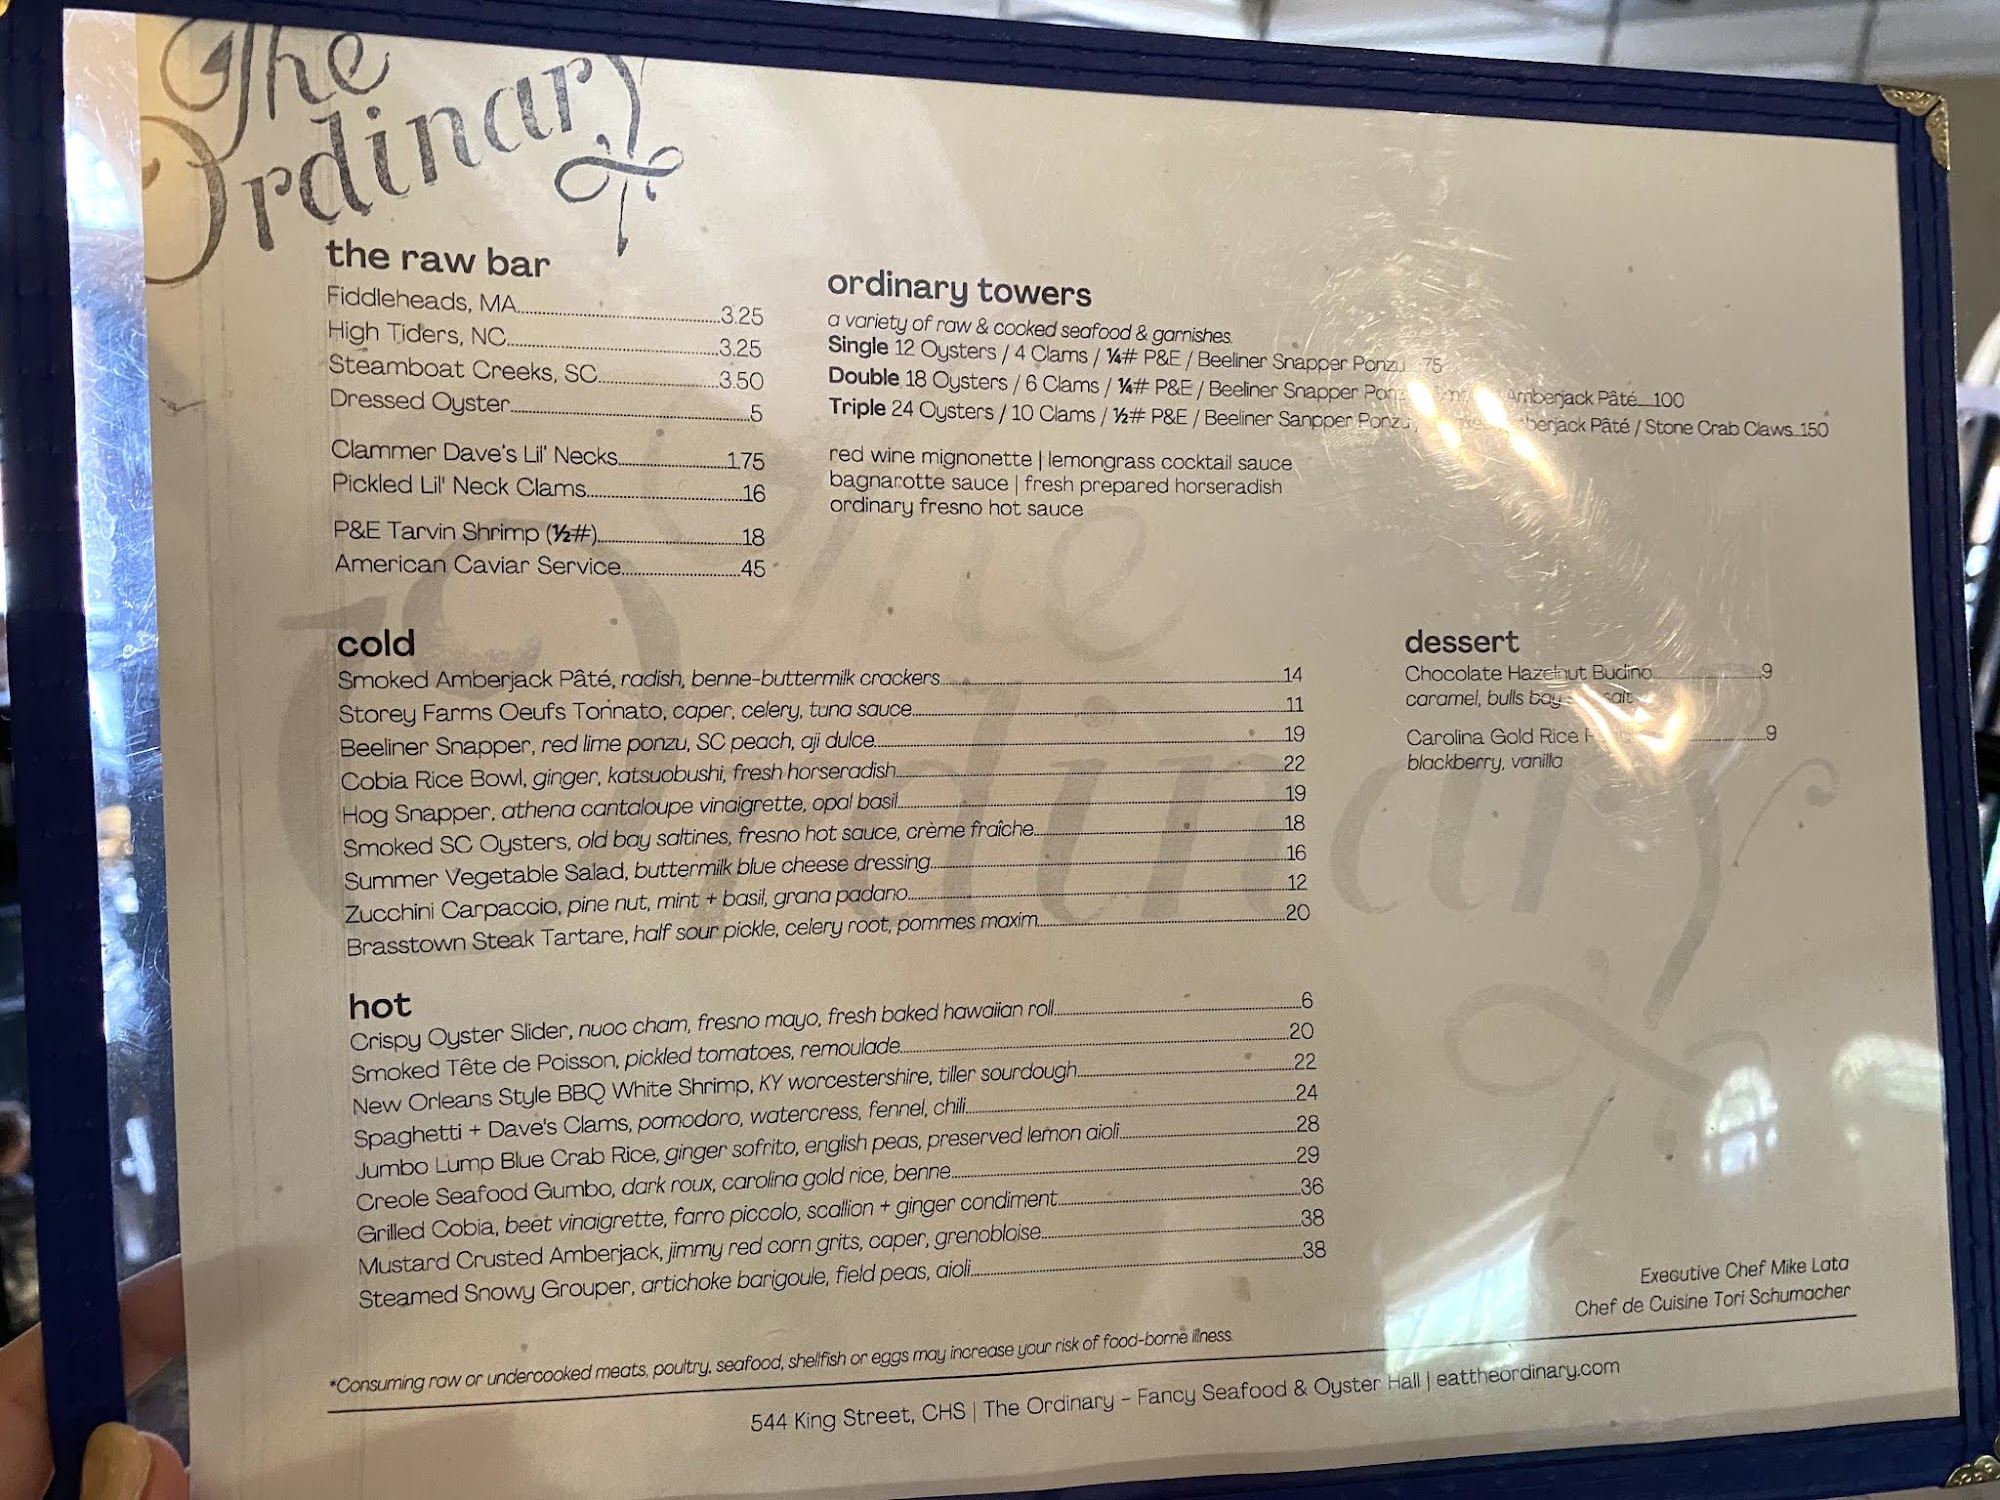 The
Ordinary
the raw bar
Fiddleheads, MA 3.25
High Tiders, NC 3.25
Steamboat Creeks, SC 3.50
Dressed Oyster 5
Clammer Dave's Lil' Necks 1.75
Pickled Lil' Neck Clams 16
P&E Tarvin Shrimp (½#) 18
American Caviar Service 45
ordinary towers
a variety of raw & cooked seafood & garnishes.
Single 12 Oysters / 4 Clams / ¼# P&E / Beeliner Snapper Ponzu 75
Double 18 Oysters / 6 Clams / ¼# P&E / Beeliner Snapper Amberjack Pâté 100
Triple 24 Oysters / 10 Clams / ½# P&E / Beeliner Sanpper Ponzu / Pâté / Stone Crab Claws 150
red wine mignonette | lemongrass cocktail sauce
bagnarotte sauce | fresh prepared horseradish
ordinary fresno hot sauce
cold
Smoked Amberjack Pâté, radish, benne-buttermilk crackers 14
Storey Farms Oeufs Tonnato, caper, celery, tuna sauce 11
Beeliner Snapper, red lime ponzu, SC peach, aji dulce 19
Cobia Rice Bowl, ginger, katsuobushi, fresh horseradish 22
Hog Snapper, athena cantaloupe vinaigrette, opal basil 19
Smoked SC Oysters, old bay saltines, fresno hot sauce, crème fraîche 18
Summer Vegetable Salad, buttermilk blue cheese dressing 16
Zucchini Carpaccio, pine nut, mint + basil, grana padano 12
Brasstown Steak Tartare, half sour pickle, celery root, pommes maxim 20
hot
Crispy Oyster Slider, nuoc cham, fresno mayo, fresh baked hawaiian roll 6
Smoked Tête de Poisson, pickled tomatoes, remoulade 20
New Orleans Style BBQ White Shrimp, KY worcestershire, tiller sourdough 22
Spaghetti + Dave's Clams, pomodoro, watercress, fennel, chili 24
Jumbo Lump Blue Crab Rice, ginger sofrito, english peas, preserved lemon aioli 28
Creole Seafood Gumbo, dark roux, carolina gold rice, benne 29
Grilled Cobia, beet vinaigrette, farro piccolo, scallion + ginger condiment 36
Mustard Crusted Amberjack, jimmy red corn grits, caper, grenobloise 38
Steamed Snowy Grouper, artichoke barigoule, field peas, aioli 38
dessert
Chocolate Hazelnut Budino 9
caramel, bulls bay salt
Carolina Gold Rice 9
blackberry, vanilla
Executive Chef Mike Lata
Chef de Cuisine Tori Schumacher
*Consuming raw or undercooked meats, poultry, seafood, shellfish or eggs may increase your risk of food-borne illness.
544 King Street, CHS | The Ordinary - Fancy Seafood & Oyster Hall | eattheordinary.com
The
Ordinary